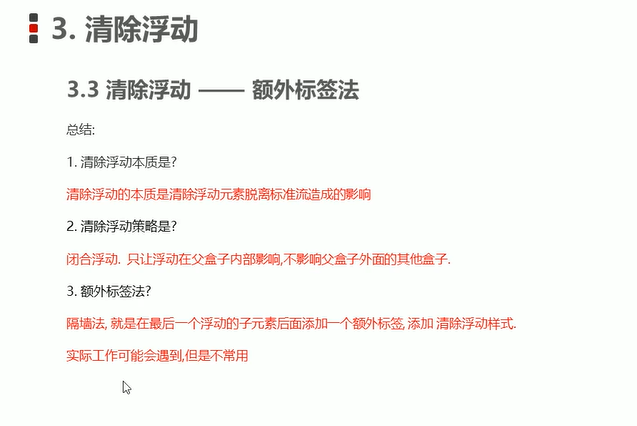 3. 清除浮动
3.3 清除浮动 —— 额外标签法
总结:
1. 清除浮动本质是?
清除浮动的本质是清除浮动元素脱离标准流造成的影响
2. 清除浮动策略是?
闭合浮动. 只让浮动在父盒子内部影响,不影响父盒子外面的其他盒子.
3. 额外标签法?
隔墙法, 就是在最后一个浮动的子元素后面添加一个额外标签, 添加 清除浮动样式.
实际工作可能会遇到,但是不常用